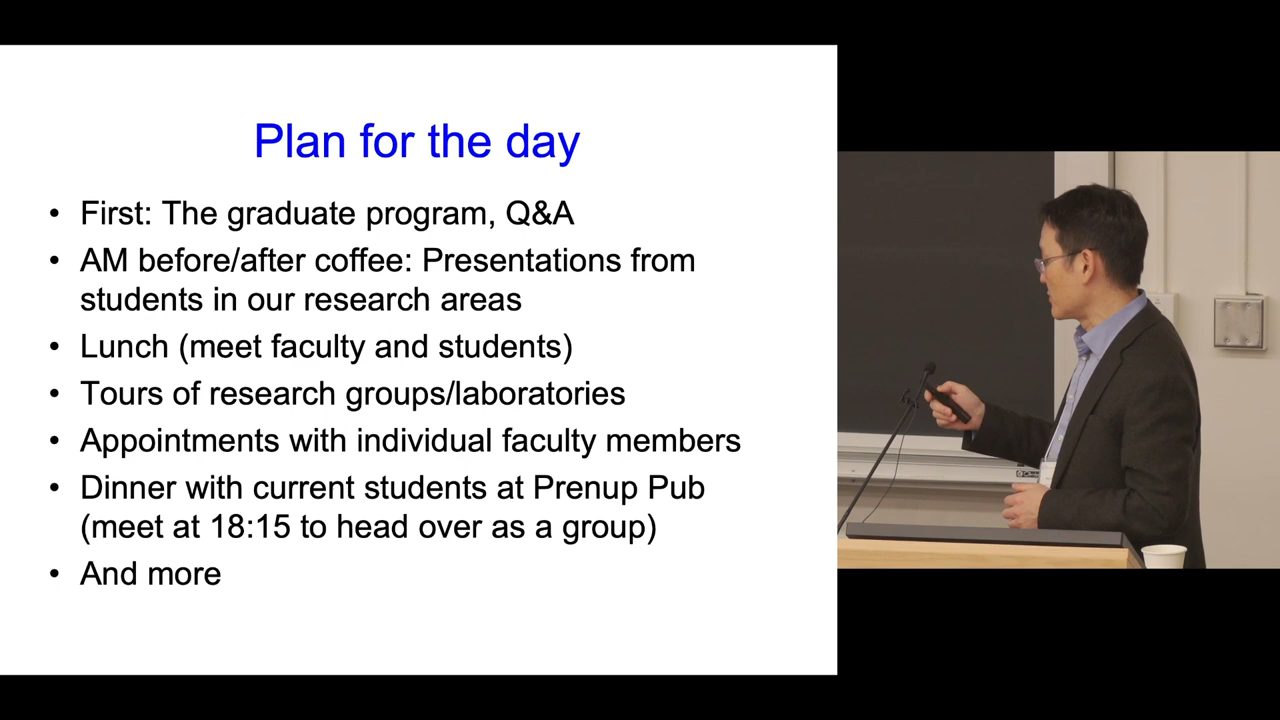 Plan for the day
• First: The graduate program, Q&A
• AM before/after coffee: Presentations from
students in our research areas
• Lunch (meet faculty and students)
• Tours of research groups/laboratories
• Appointments with individual faculty members
• Dinner with current students at Prenup Pub
(meet at 18:15 to head over as a group)
• And more